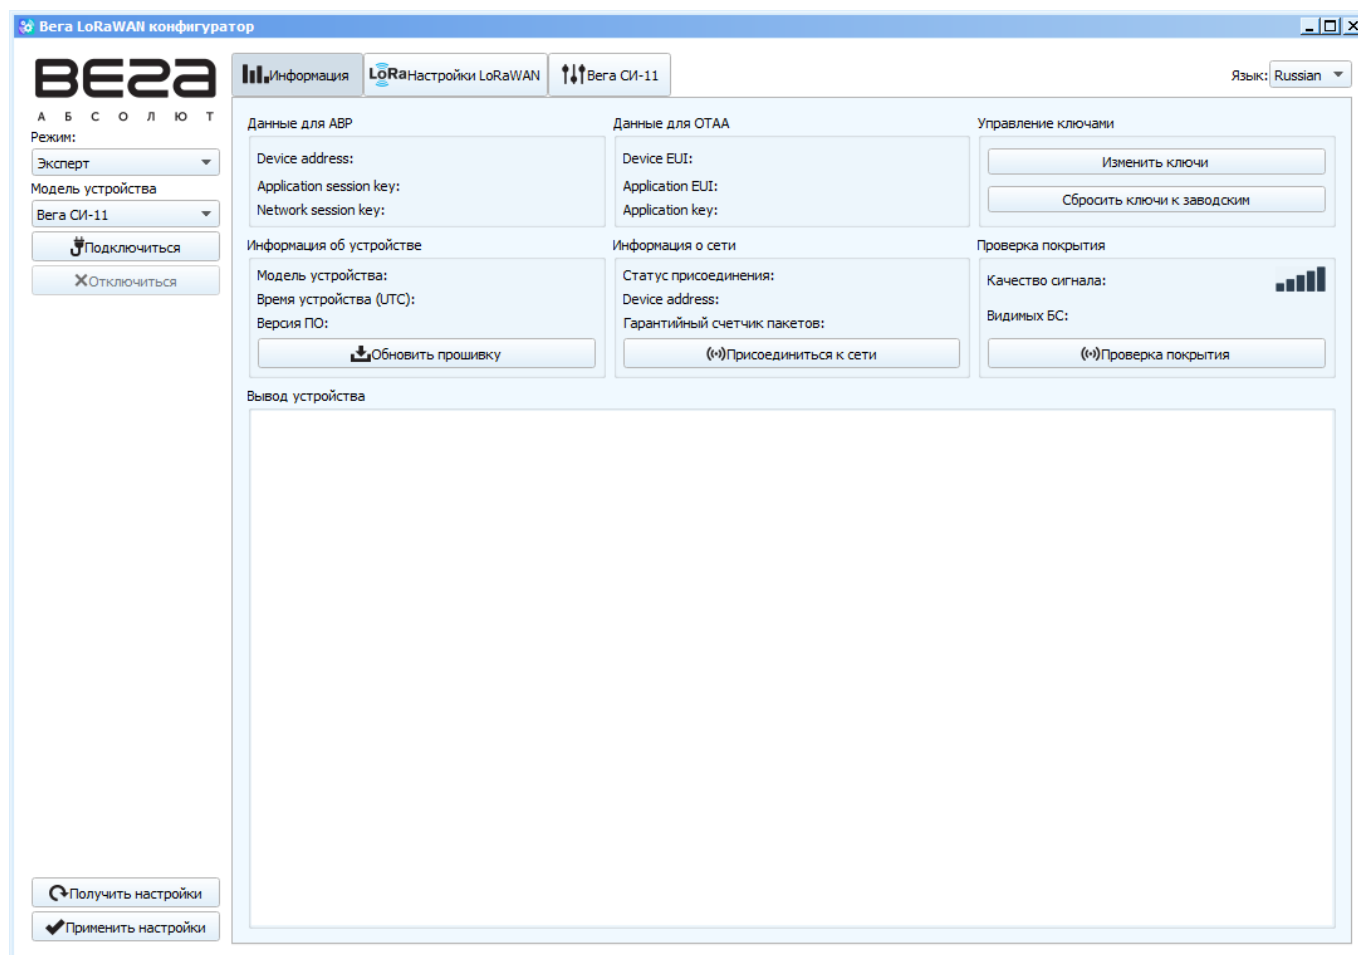 Вега LoRaWAN конфигуратор
ВЕГА
АБСОЛЮТ
Режим:
Эксперт
Модель устройства
Вега СИ-11
Подключиться
Отключиться
Получить настройки
Применить настройки
Информация
LoRa Настройки LoRaWAN
Вега СИ-11
Язык: Russian
Данные для ABP
Device address:
Application session key:
Network session key:
Данные для OTAA
Device EUI:
Application EUI:
Application key:
Управление ключами
Изменить ключи
Сбросить ключи к заводским
Информация об устройстве
Модель устройства:
Время устройства (UTC):
Версия ПО:
Обновить прошивку
Информация о сети
Статус присоединения:
Device address:
Гарантийный счетчик пакетов:
Присоединиться к сети
Проверка покрытия
Качество сигнала:
Видимых БС:
Проверка покрытия
Вывод устройства